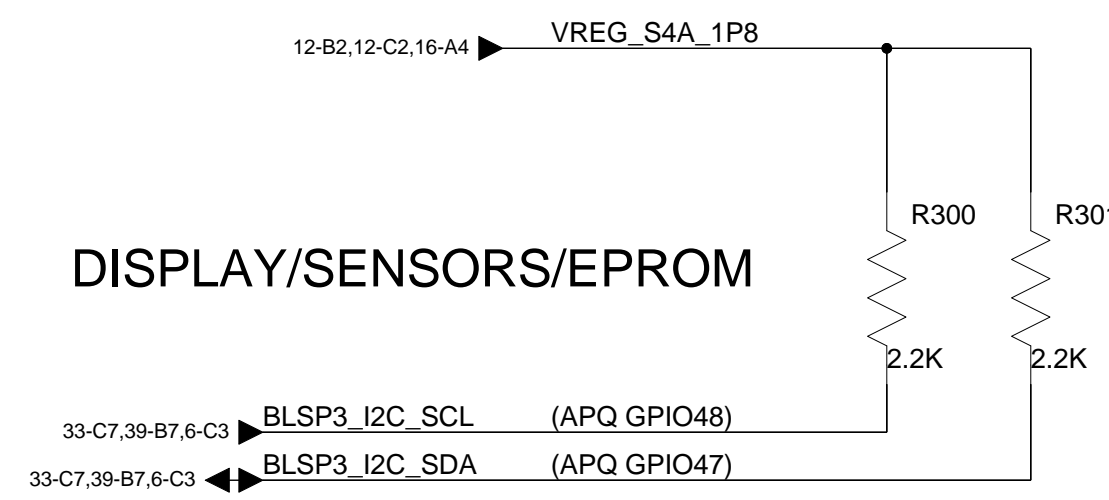 12-B2,12-C2,16-A4 VREG_S4A_1P8
R300 R301
DISPLAY/SENSORS/EPROM
2.2K 2.2K
33-C7,39-B7,6-C3 BLSP3_I2C_SCL (APQ GPIO48)
33-C7,39-B7,6-C3 BLSP3_I2C_SDA (APQ GPIO47)